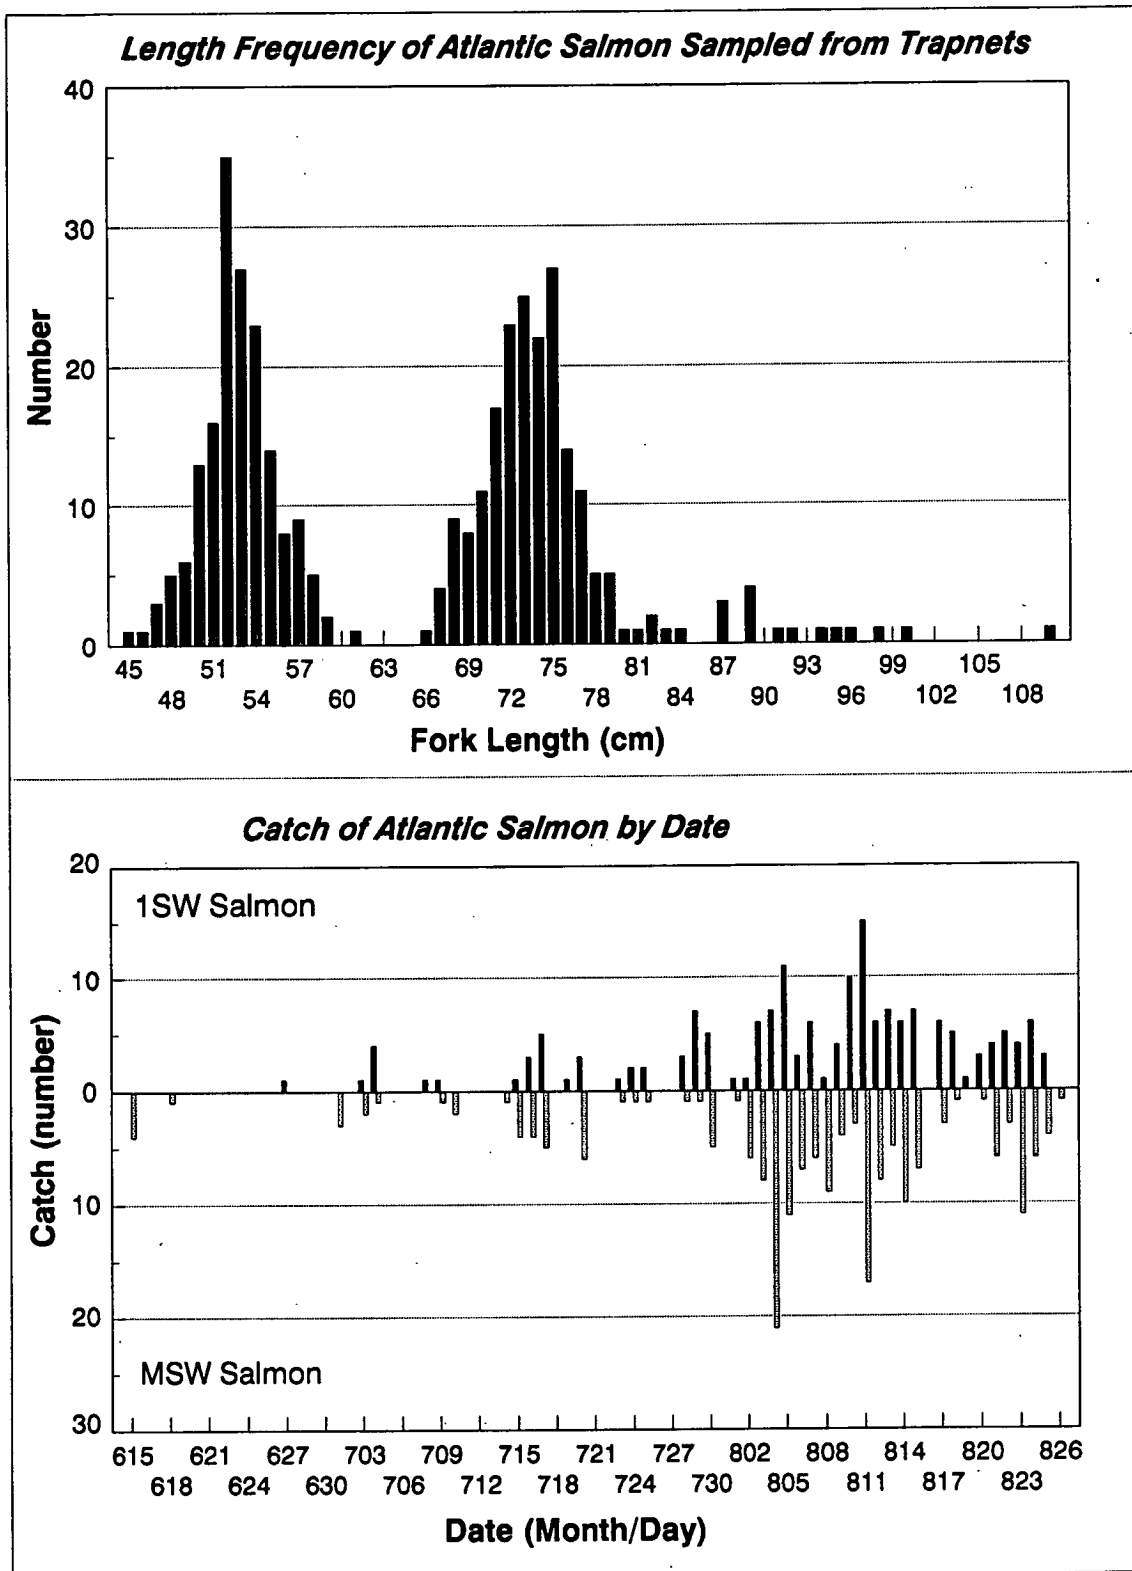 Length Frequency of Atlantic Salmon Sampled from Trapnets
40
30
20
10
0
Number
45 51 57 63 69 75 81 87 93 99 105
48 54 60 66 72 78 84 90 96 102 108
Fork Length (cm)
Catch of Atlantic Salmon by Date
20
1SW Salmon
10
0
10
20
MSW Salmon
30
Catch (number)
615 621 627 703 709 715 721 727 802 808 814 820 826
618 624 630 706 712 718 724 730 805 811 817 823
Date (Month/Day)